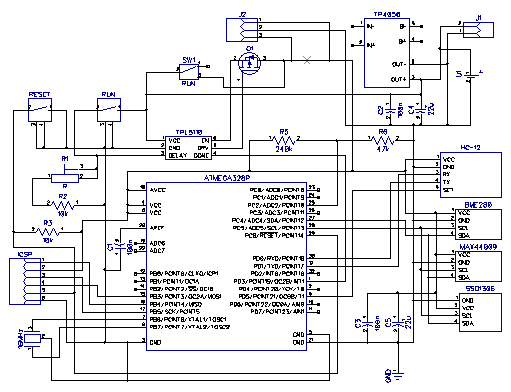 J2
TP4056
J1
IN+
B+
IN-
B-
OUT-
OUT+
Q1
SW1
RUN
RESET
RUN
C2
100n
C4
22u
TPL5110
VCC
EN
GND
DRV
DELAY
DONE
R5
240k
R6
4.7k
HC-12
VCC
GND
RX
TX
SET
R1
R
R2
10k
R3
10k
ATMEGA328P
AVCC
VCC
VCC
AREF
ADC6
ADC7
C1
100n
PC0/ADC0/PCINT8
PC1/ADC1/PCINT9
PC2/ADC2/PCINT10
PC3/ADC3/PCINT11
PC4/ADC4/SDA/PCINT12
PC5/ADC5/SCL/PCINT13
PC6/RESET/PCINT14
BME280
VCC
GND
SCL
SDA
MAX44009
VCC
GND
SCL
SDA
SSD1306
GND
VCC
SCL
SDA
ICSP
PB0/PCINT0/CLKO/ICP1
PB1/PCINT1/OC1A
PB2/PCINT2/SS/OC1B
PB3/PCINT3/OC2A/MOSI
PB4/PCINT4/MISO
PB5/SCK/PCINT5
PB6/PCINT6/XTAL1/TOSC1
PB7/PCINT7/XTAL2/TOSC2
GND
PD0/RXD/PCINT16
PD1/TXD/PCINT17
PD2/INT0/PCINT18
PD3/PCINT19/OC2B/INT1
PD4/PCINT20/XCK/T0
PD5/PCINT21/OC0B/T1
PD6/PCINT22/OC0A/AIN0
PD7/PCINT23/AIN1
GND
GND
C3
100n
C5
22u
GND